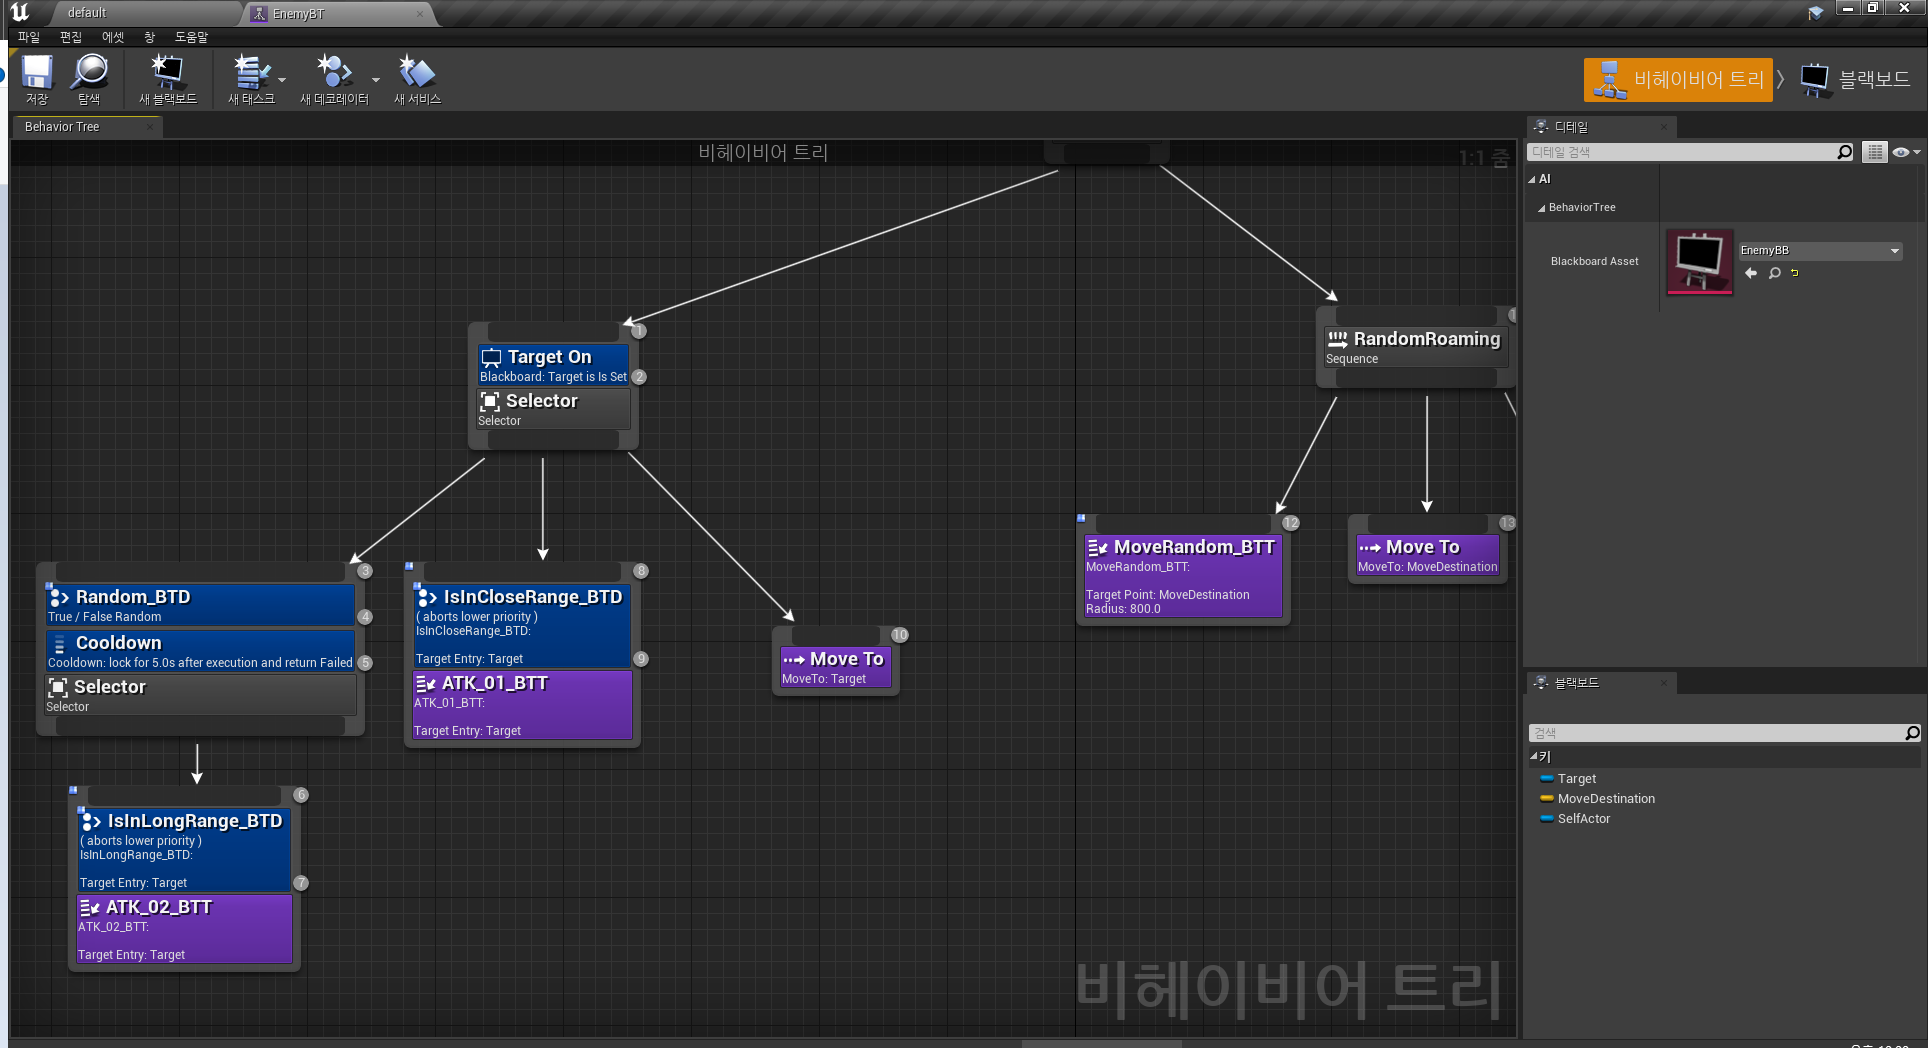 default
EnemyBT
파일 편집 에셋 창 도움말
저장 탐색 새 블랙보드 새 태스크 새 데코레이터 새 서비스
비헤이비어 트리 블랙보드
Behavior Tree
비헤이비어 트리
1:1 줌
1
Target On
Blackboard: Target is Is Set
2
Selector
Selector
RandomRoaming
Sequence
3
Random_BTD
True / False Random
4
Cooldown
Cooldown: lock for 5.0s after execution and return Failed
5
Selector
Selector
8
IsInCloseRange_BTD
( aborts lower priority )
IsInCloseRange_BTD:
Target Entry: Target
9
ATK_01_BTT
ATK_01_BTT:
Target Entry: Target
10
Move To
MoveTo: Target
12
MoveRandom_BTT
MoveRandom_BTT:
Target Point: MoveDestination
Radius: 800.0
13
Move To
MoveTo: MoveDestination
6
IsInLongRange_BTD
( aborts lower priority )
IsInLongRange_BTD:
Target Entry: Target
7
ATK_02_BTT
ATK_02_BTT:
Target Entry: Target
비헤이비어 트리
디테일
디테일 검색
AI
BehaviorTree
Blackboard Asset
EnemyBB
블랙보드
검색
키
Target
MoveDestination
SelfActor